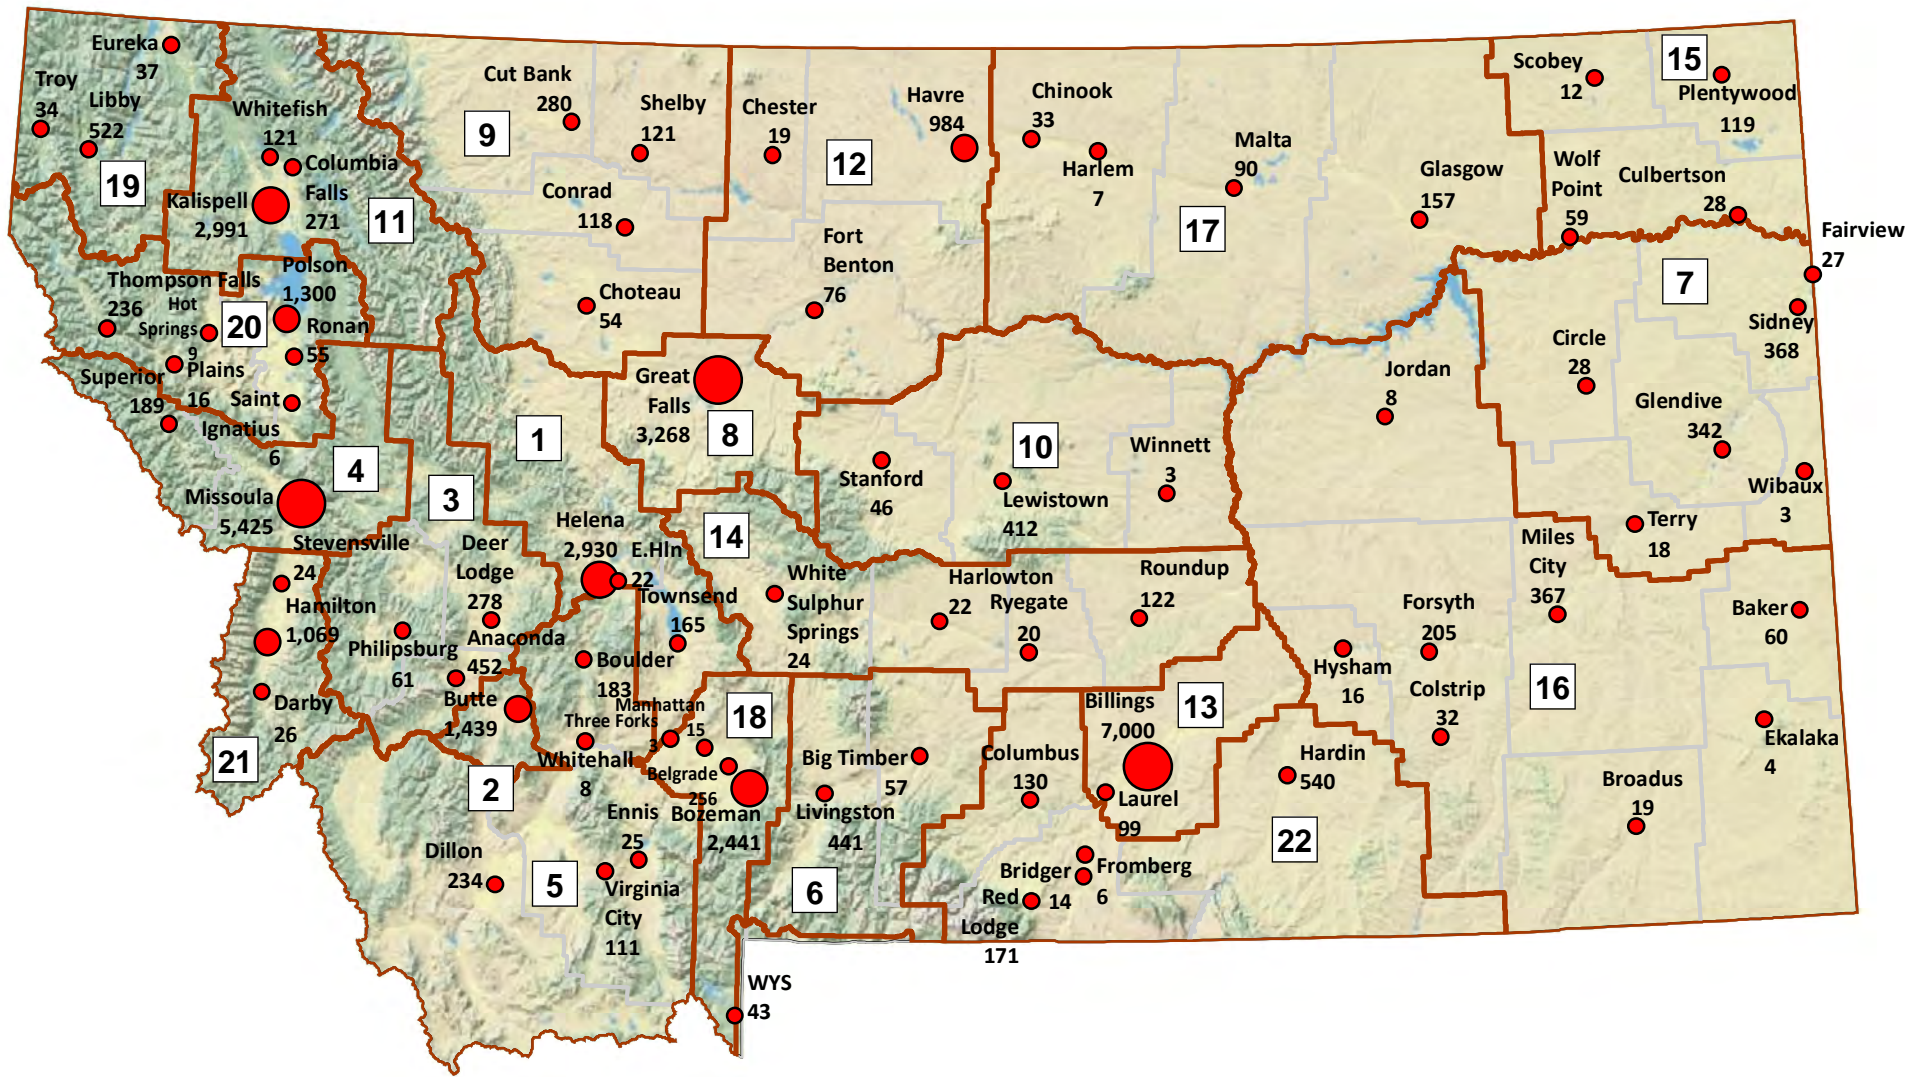 Eureka
37
Troy
34
Libby
522
19
Whitefish
121
Columbia
Falls
271
Kalispell
2,991
11
Cut Bank
280
9
Shelby
121
Conrad
118
Choteau
54
Chester
19
12
Havre
984
Fort
Benton
76
Chinook
33
Harlem
7
Malta
90
17
Glasgow
157
Scobey
12
15
Plentywood
119
Wolf
Point
59
Culbertson
28
Fairview
27
7
Sidney
368
Circle
28
Glendive
342
Wibaux
3
Terry
18
Jordan
8
Thompson Falls
236
Hot
Springs
9
20
Polson
1,300
Ronan
55
Plains
16
Superior
189
Saint
Ignatius
6
Missoula
5,425
4
3
1
Great
Falls
3,268
8
Stanford
46
10
Lewistown
412
Winnett
3
Stevensville
24
Hamilton
1,069
Darby
26
21
Deer
Lodge
278
Philipsburg
61
Anaconda
452
Butte
1,439
Helena
2,930
E.Hln
22
Townsend
165
Boulder
183
14
White
Sulphur
Springs
24
Harlowton
22
Ryegate
20
Roundup
122
Miles
City
367
Forsyth
205
Hysham
16
Colstrip
32
16
Baker
60
Ekalaka
4
Broadus
19
Manhattan
15
Three Forks
3
Whitehall
8
18
Belgrade
256
Bozeman
2,441
2
Ennis
25
Dillon
234
5
Virginia
City
111
WYS
43
Big Timber
57
Livingston
441
6
Columbus
130
Billings
7,000
13
Laurel
99
Hardin
540
22
Fromberg
6
Bridger
14
Red
Lodge
171